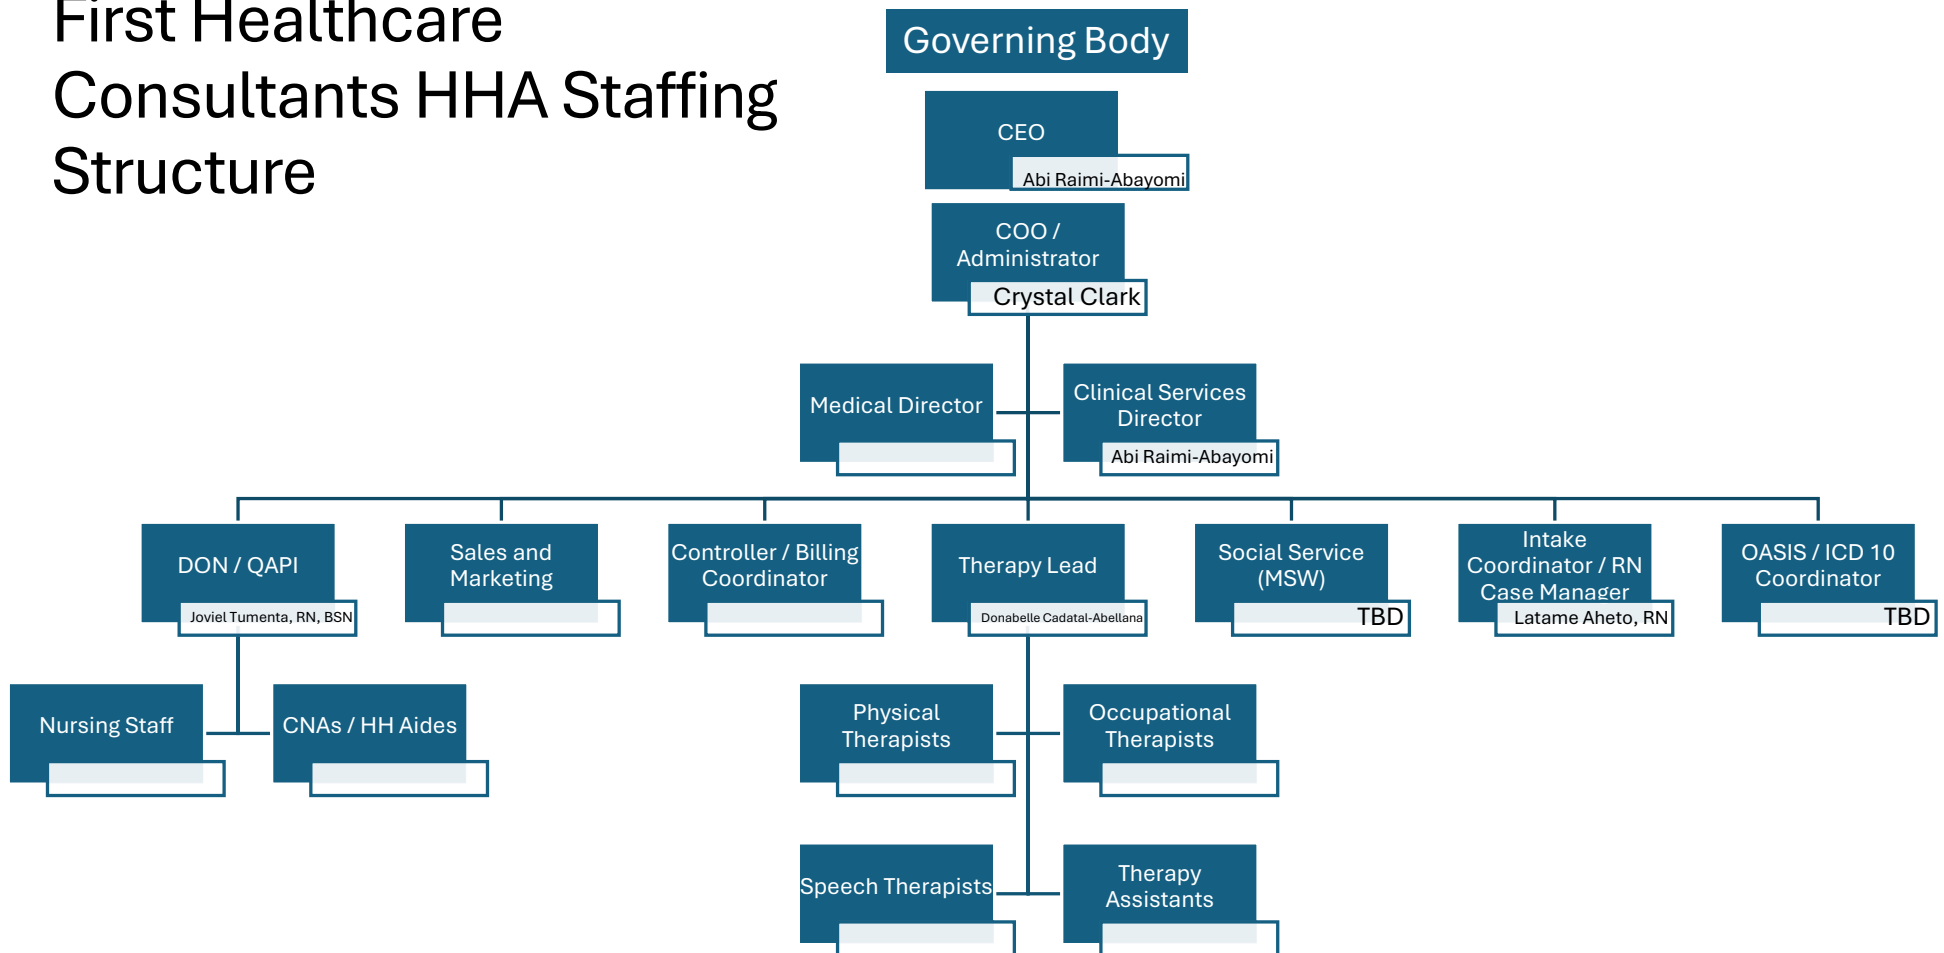 First Healthcare
Consultants HHA Staffing
Structure
Governing Body
CEO
Abi Raimi-Abayomi
COO /
Administrator
Crystal Clark
Medical Director
Clinical Services
Director
Abi Raimi-Abayomi
DON / QAPI
Joviel Tumenta, RN, BSN
Sales and
Marketing
Controller / Billing
Coordinator
Therapy Lead
Donabelle Cadatal-Abellana
Social Service
(MSW)
TBD
Intake
Coordinator / RN
Case Manager
Latame Aheto, RN
OASIS / ICD 10
Coordinator
TBD
Nursing Staff
CNAs / HH Aides
Physical
Therapists
Occupational
Therapists
Speech Therapists
Therapy
Assistants